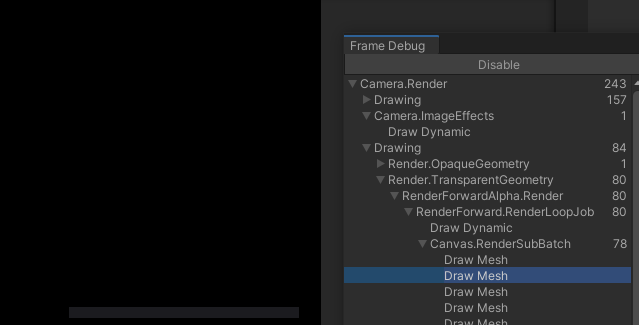 Frame Debug
Disable
Camera.Render 243
Drawing 157
Camera.ImageEffects 1
Draw Dynamic
Drawing 84
Render.OpaqueGeometry 1
Render.TransparentGeometry 80
RenderForwardAlpha.Render 80
RenderForward.RenderLoopJob 80
Draw Dynamic
Canvas.RenderSubBatch 78
Draw Mesh
Draw Mesh
Draw Mesh
Draw Mesh
Draw Mesh